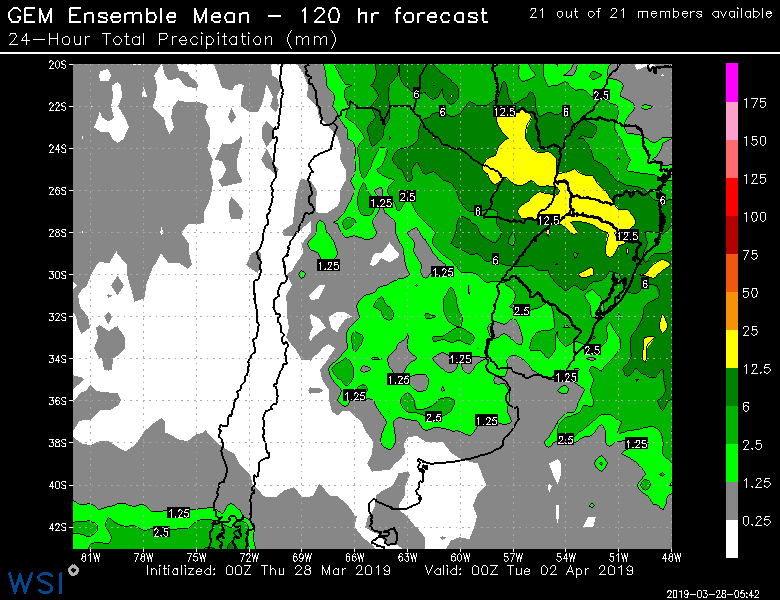 GEM Ensemble Mean – 120 hr forecast
21 out of 21 members available
24-Hour Total Precipitation (mm)
20S
22S
24S
26S
28S
30S
32S
34S
36S
38S
40S
42S
81W 78W 75W 72W 69W 66W 63W 60W 57W 54W 51W 48W
6 6 12.5 6 2.5
1.25 2.5 6 12.5 12.5 6
1.25 1.25 6 6
2.5
1.25 1.25 2.5
1.25 1.25
2.5 1.25
2.5 1.25
1.25
2.5
175
150
125
100
75
50
25
12.5
6
2.5
1.25
0.25
Initialized: 00Z Thu 28 Mar 2019 Valid: 00Z Tue 02 Apr 2019
WSI
2019-03-28-05:42